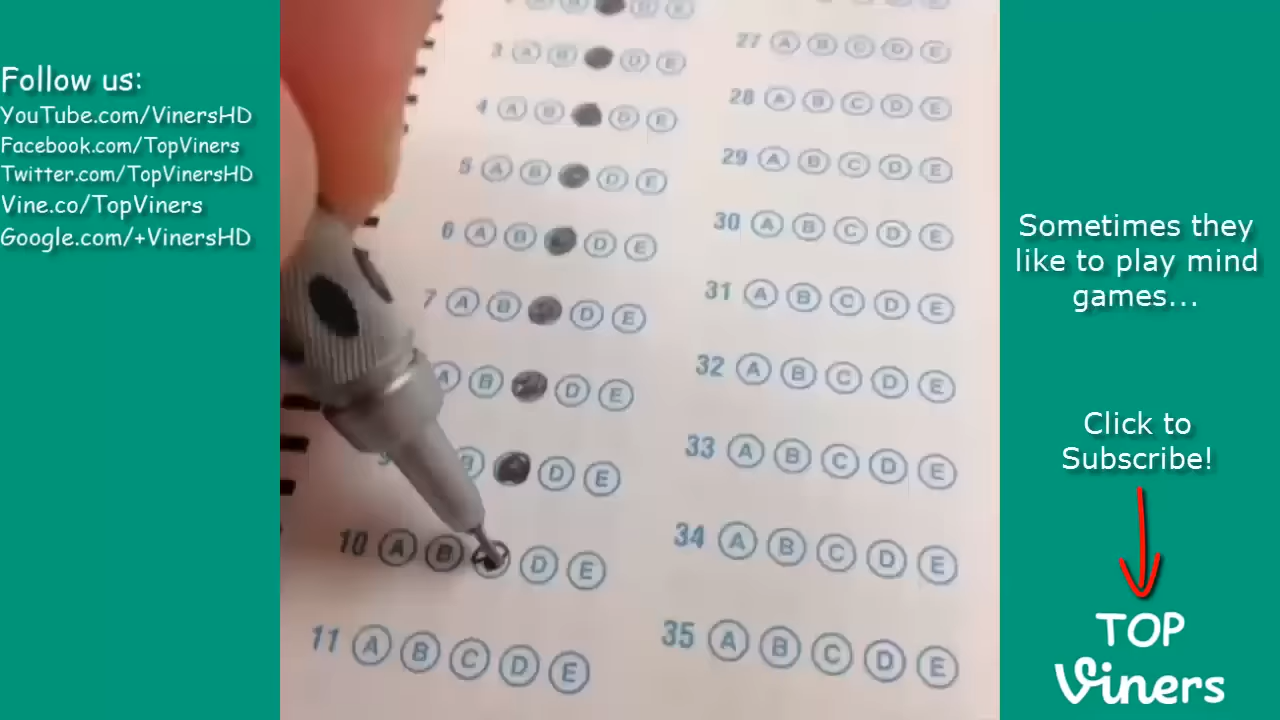 Follow us:
YouTube.com/VinersHD
Facebook.com/TopViners
Twitter.com/TopVinersHD
Vine.co/TopViners
Google.com/+VinersHD
Sometimes they
like to play mind
games...
Click to
Subscribe!
TOP
Viners
3 A B D E
4 A B D E
5 A B D E
6 A B D E
7 A B D E
A B D E
9 B D E
10 A B D E
11 A B C D E
27 A B C D E
28 A B C D E
29 A B C D E
30 A B C D E
31 A B C D E
32 A B C D E
33 A B C D E
34 A B C D E
35 A B C D E